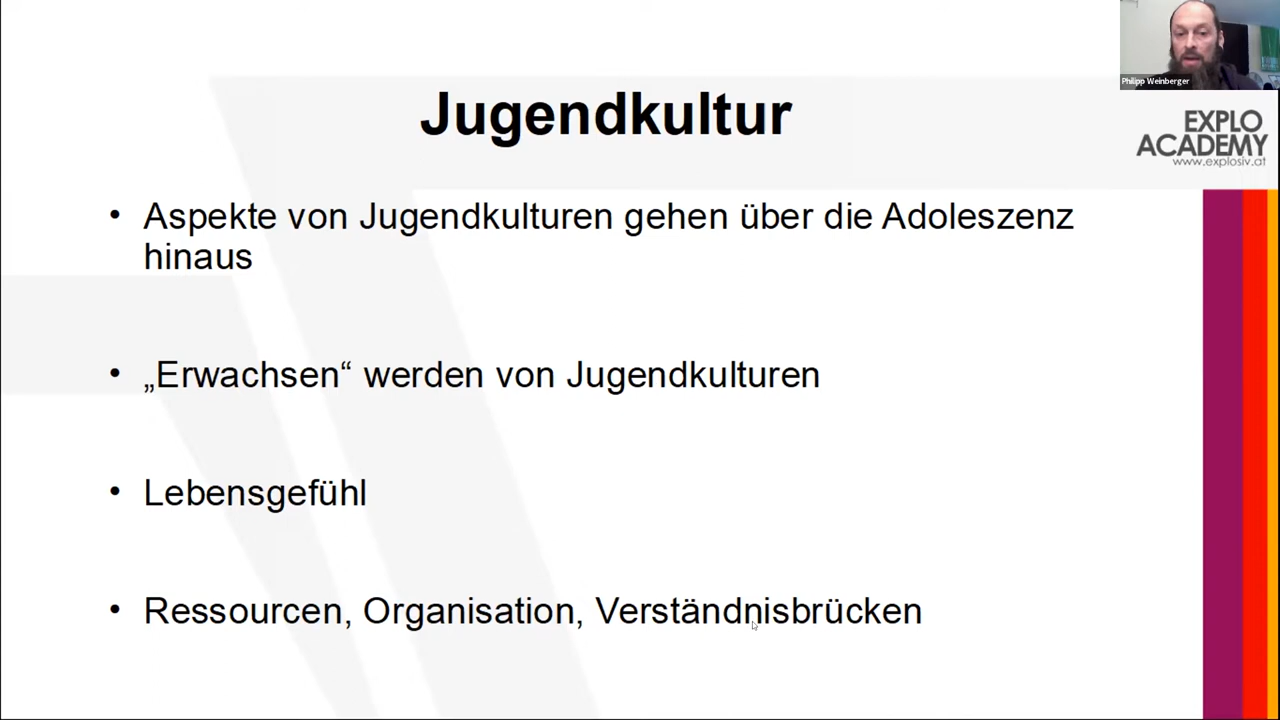 Philipp Weinberger
Jugendkultur
EXPLO
ACADEMY
www.explosiv.at
• Aspekte von Jugendkulturen gehen über die Adoleszenz
hinaus
• „Erwachsen“ werden von Jugendkulturen
• Lebensgefühl
• Ressourcen, Organisation, Verständnisbrücken